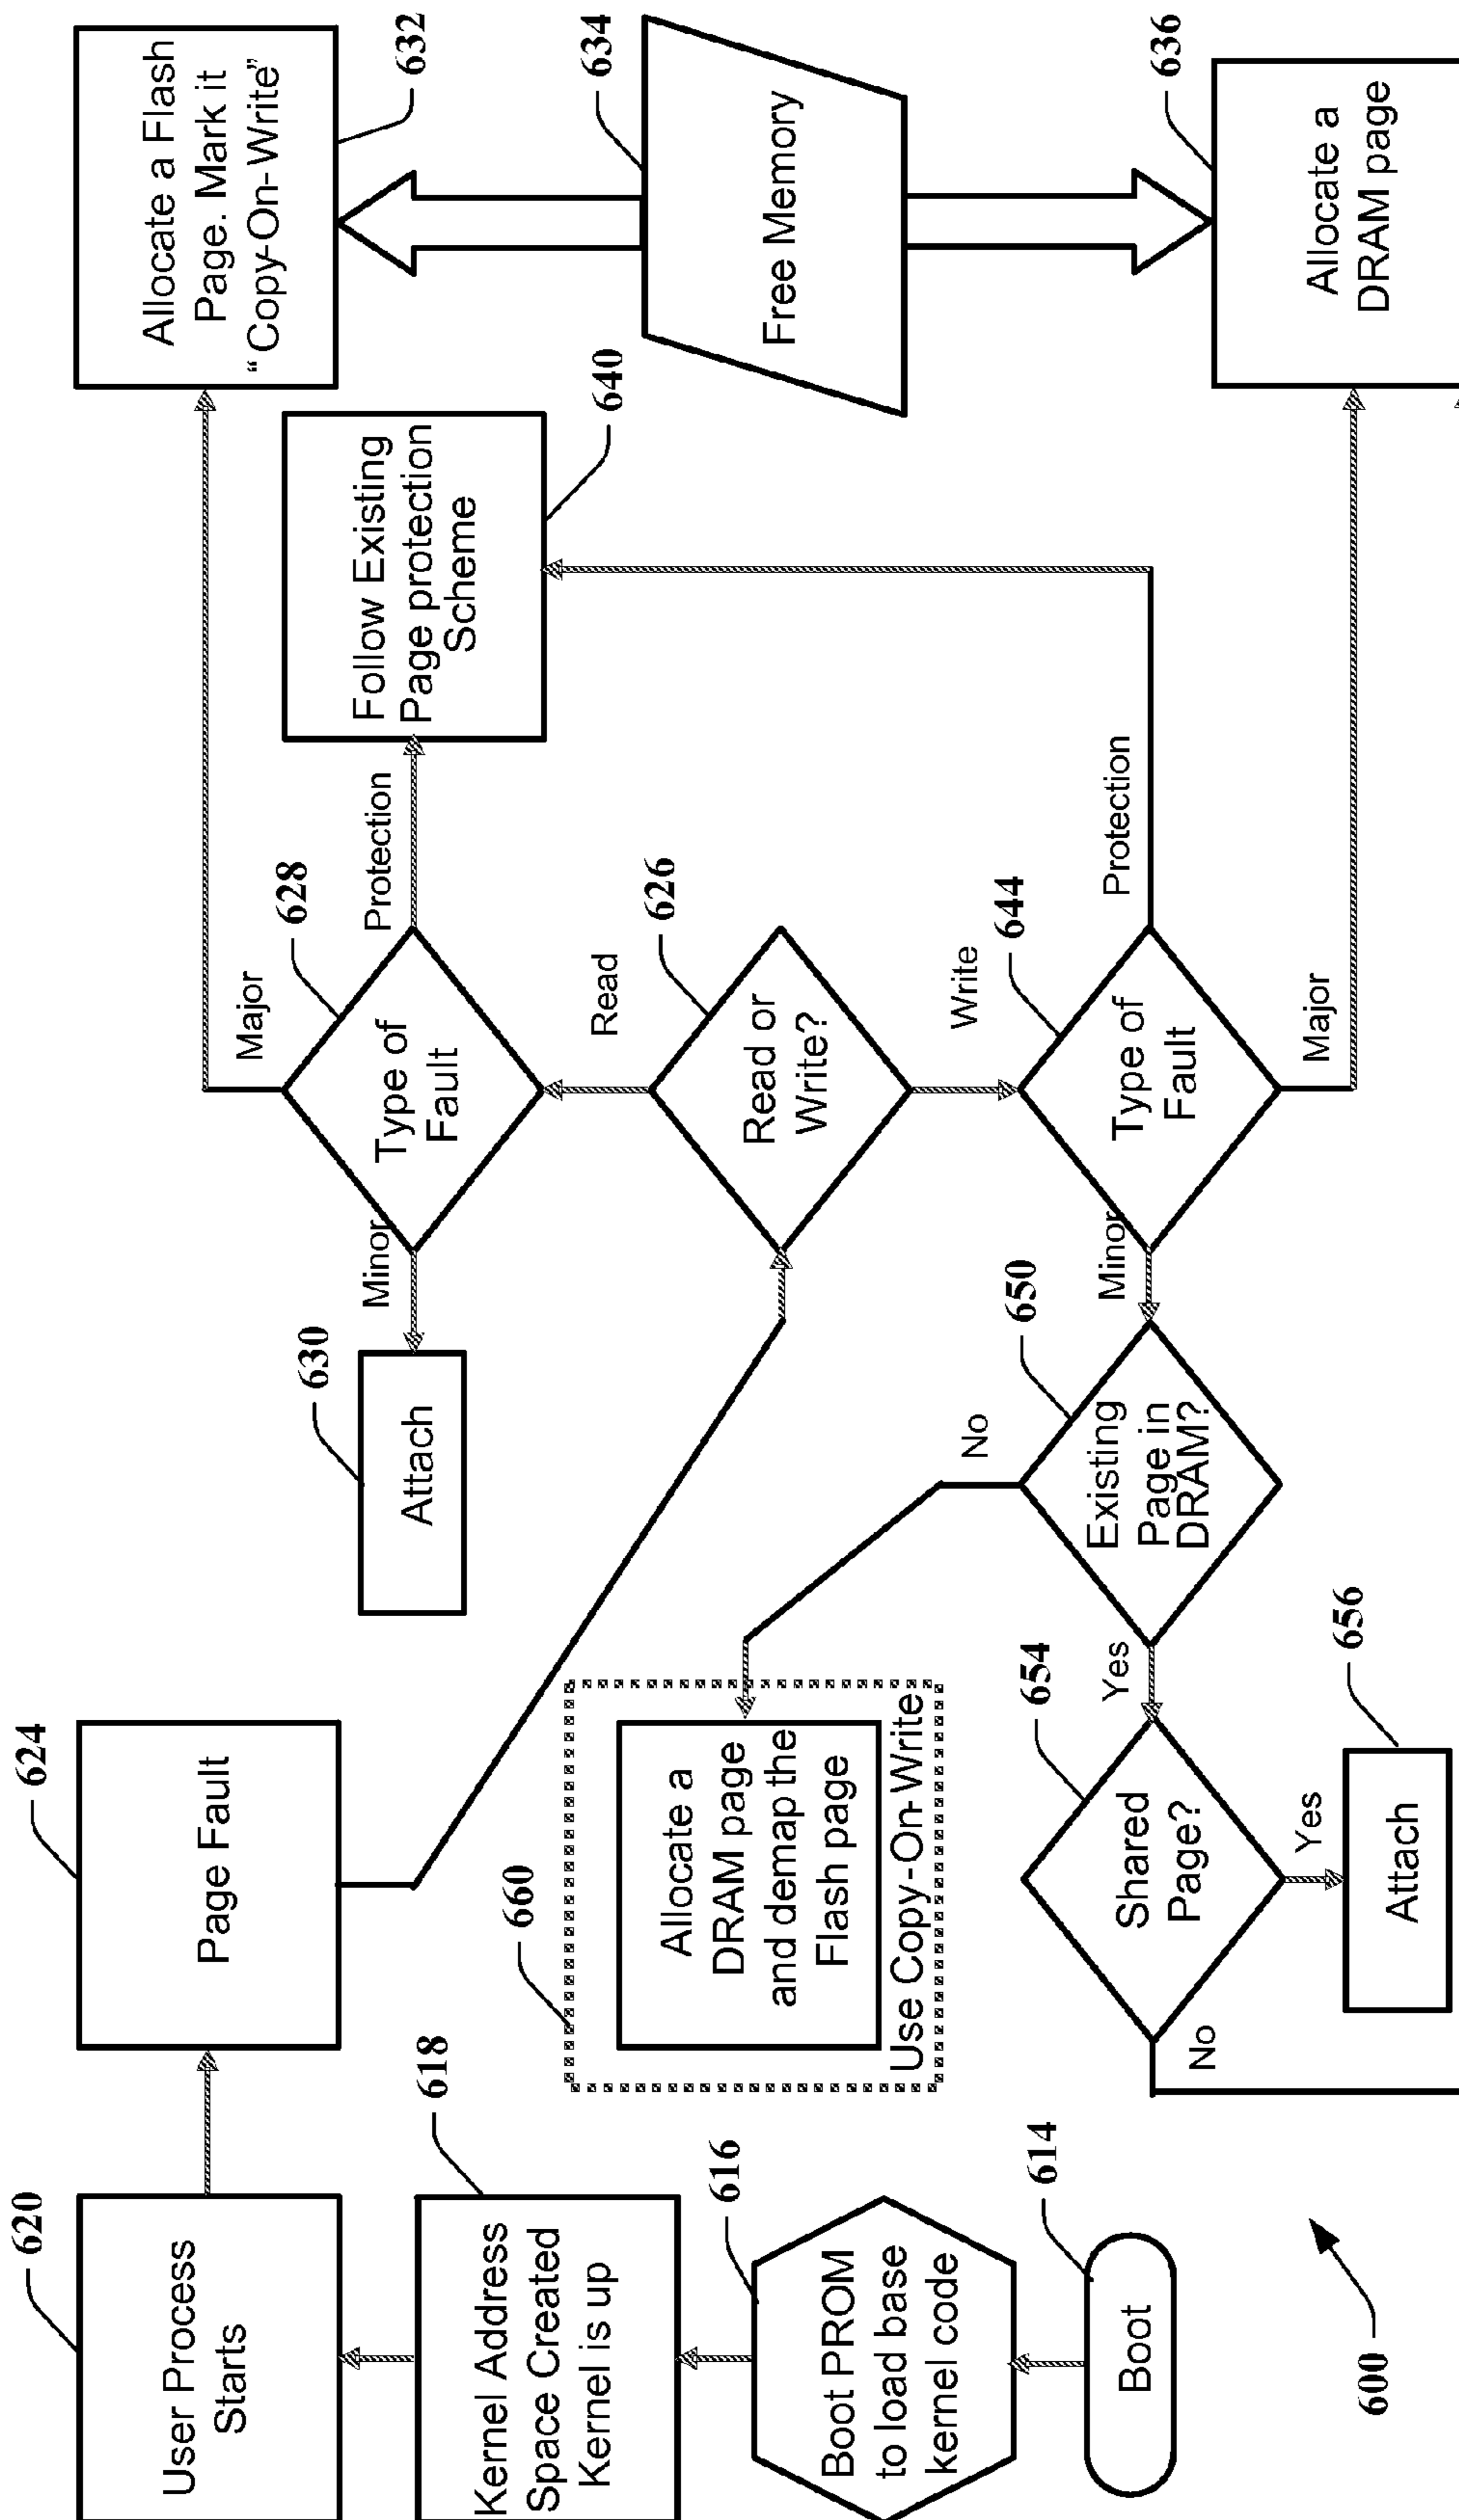 620
User Process
Starts
624
Page Fault
618
Kernel Address
Space Created
Kernel is up
616
Boot PROM
to load base
kernel code
614
Boot
600
660
Allocate a
DRAM page
and demap the
Flash page
Use Copy-On-Write
630
Attach
Minor
628
Type of
Fault
Major
Protection
Allocate a Flash
Page. Mark it
“Copy-On-Write”
632
Follow Existing
Page protection
Scheme
640
Read
626
Read or
Write?
Write
634
Free Memory
644
Type of
Fault
Protection
Minor
Major
636
Allocate a
DRAM page
650
Existing
Page in
DRAM?
No
Yes
654
Shared
Page?
No
Yes
656
Attach